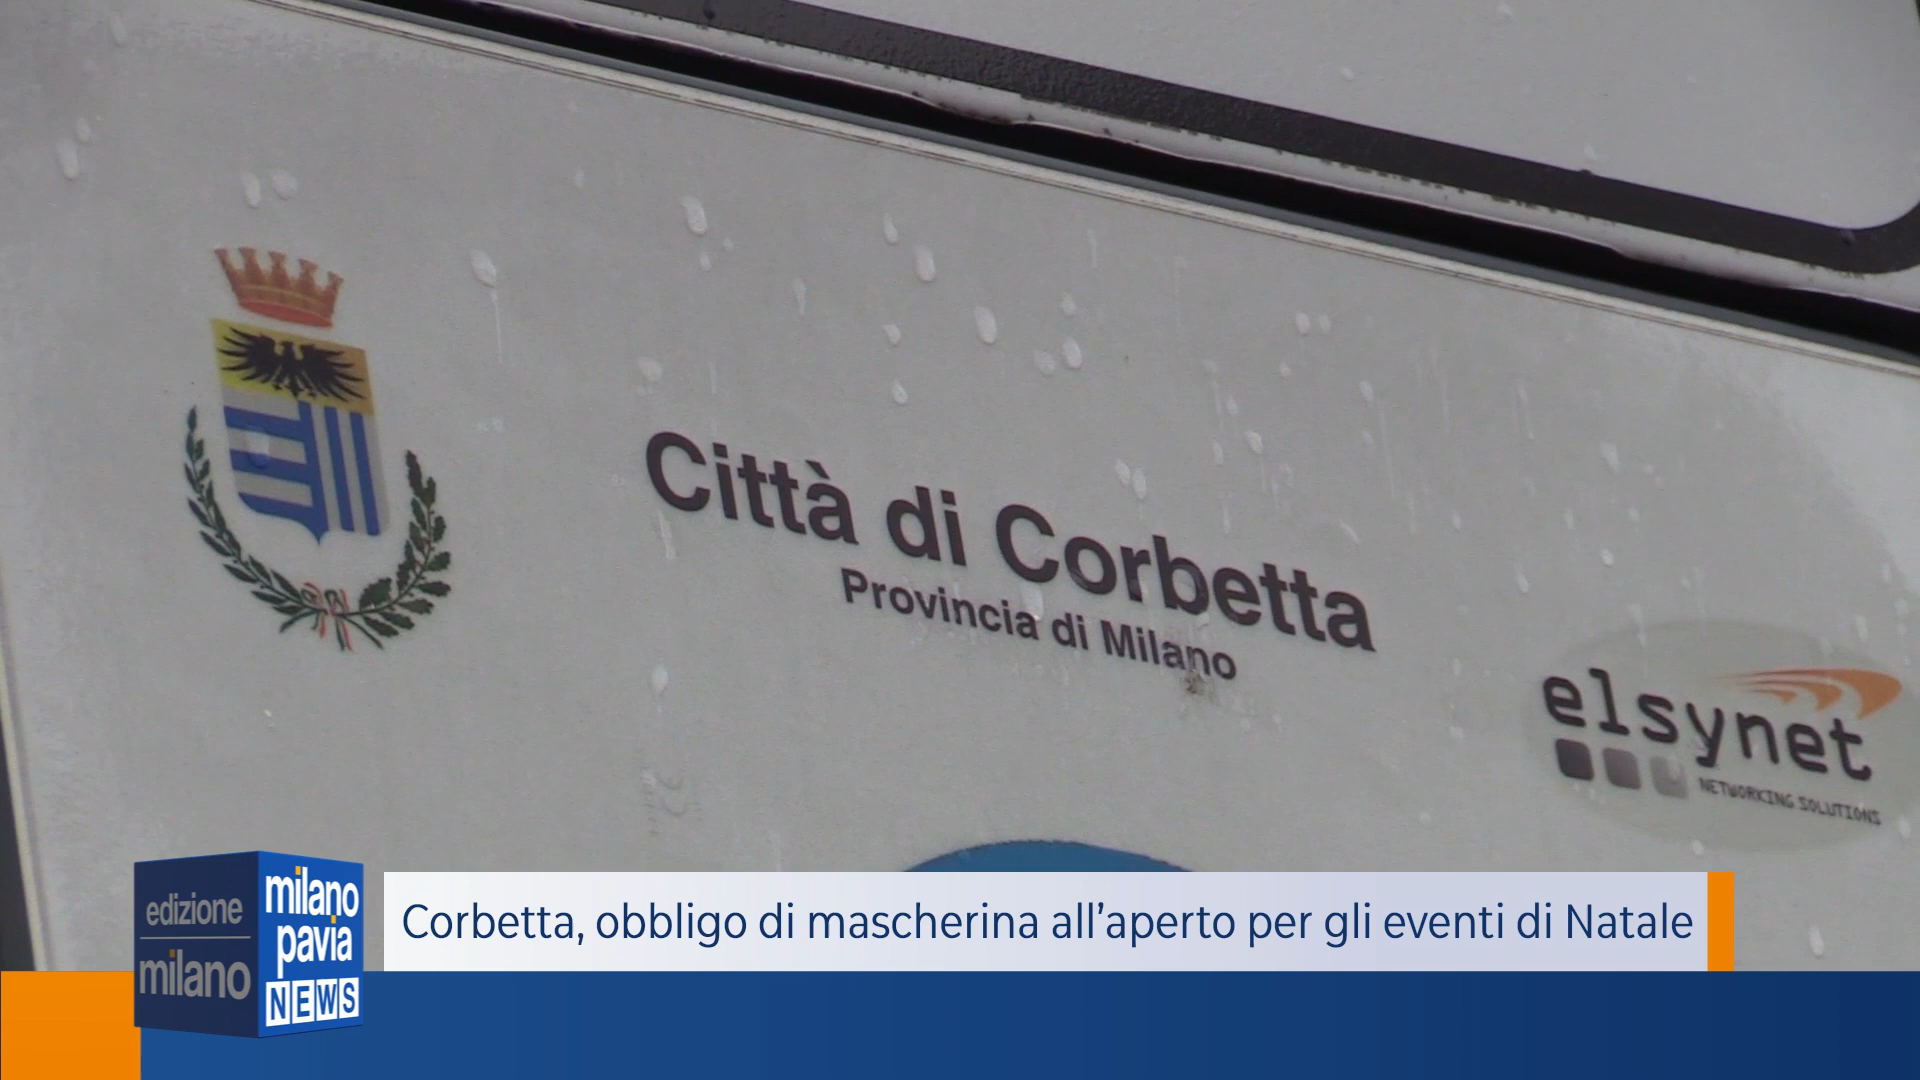 Città di Corbetta
Provincia di Milano
elsynet
NETWORKING SOLUTIONS
Corbetta, obbligo di mascherina all’aperto per gli eventi di Natale
edizione
milano
milano
pavia
NEWS